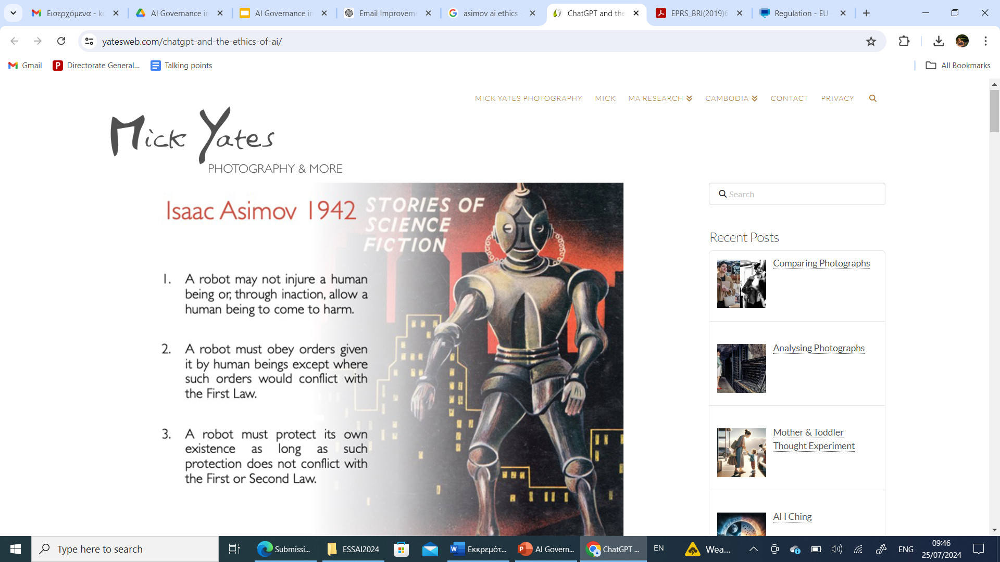 Εισερχόμενα - κο
AI Governance in
AI Governance in
Email Improveme
asimov ai ethics
ChatGPT and the
EPRS_BRI(2019)6
Regulation - EU
yatesweb.com/chatgpt-and-the-ethics-of-ai/
Gmail
Directorate General...
Talking points
All Bookmarks
MICK YATES PHOTOGRAPHY
MICK
MA RESEARCH
CAMBODIA
CONTACT
PRIVACY
Mick Yates
PHOTOGRAPHY & MORE
Isaac Asimov 1942
STORIES OF
SCIENCE
FICTION
1. A robot may not injure a human
being or, through inaction, allow a
human being to come to harm.
2. A robot must obey orders given
it by human beings except where
such orders would conflict with
the First Law.
3. A robot must protect its own
existence as long as such
protection does not conflict with
the First or Second Law.
Search
Recent Posts
Comparing Photographs
Analysing Photographs
Mother & Toddler
Thought Experiment
AI I Ching
Type here to search
Submissi...
ESSAI2024
Εκκρεμότ...
AI Govern...
ChatGPT ...
EN
Wea...
ENG
09:46
25/07/2024